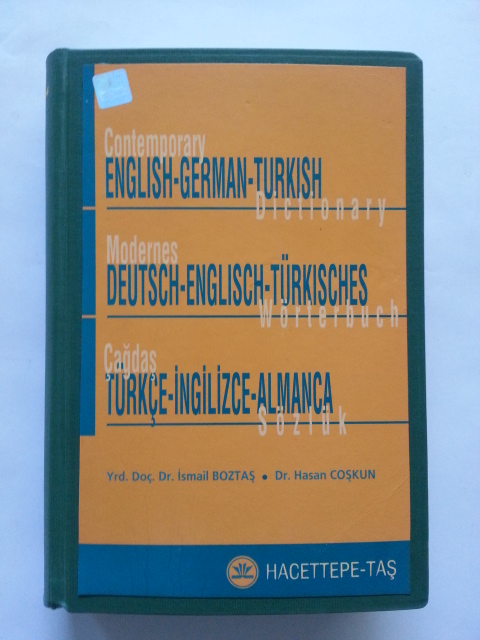 Contemporary
ENGLISH-GERMAN-TURKISH
Dictionary
Modernes
DEUTSCH-ENGLISCH-TÜRKISCHES
Wörterbuch
Çağdaş
TÜRKÇE-İNGİLİZCE-ALMANCA
Sözlük
Yrd. Doç. Dr. İsmail BOZTAŞ • Dr. Hasan COŞKUN
HACETTEPE-TAŞ